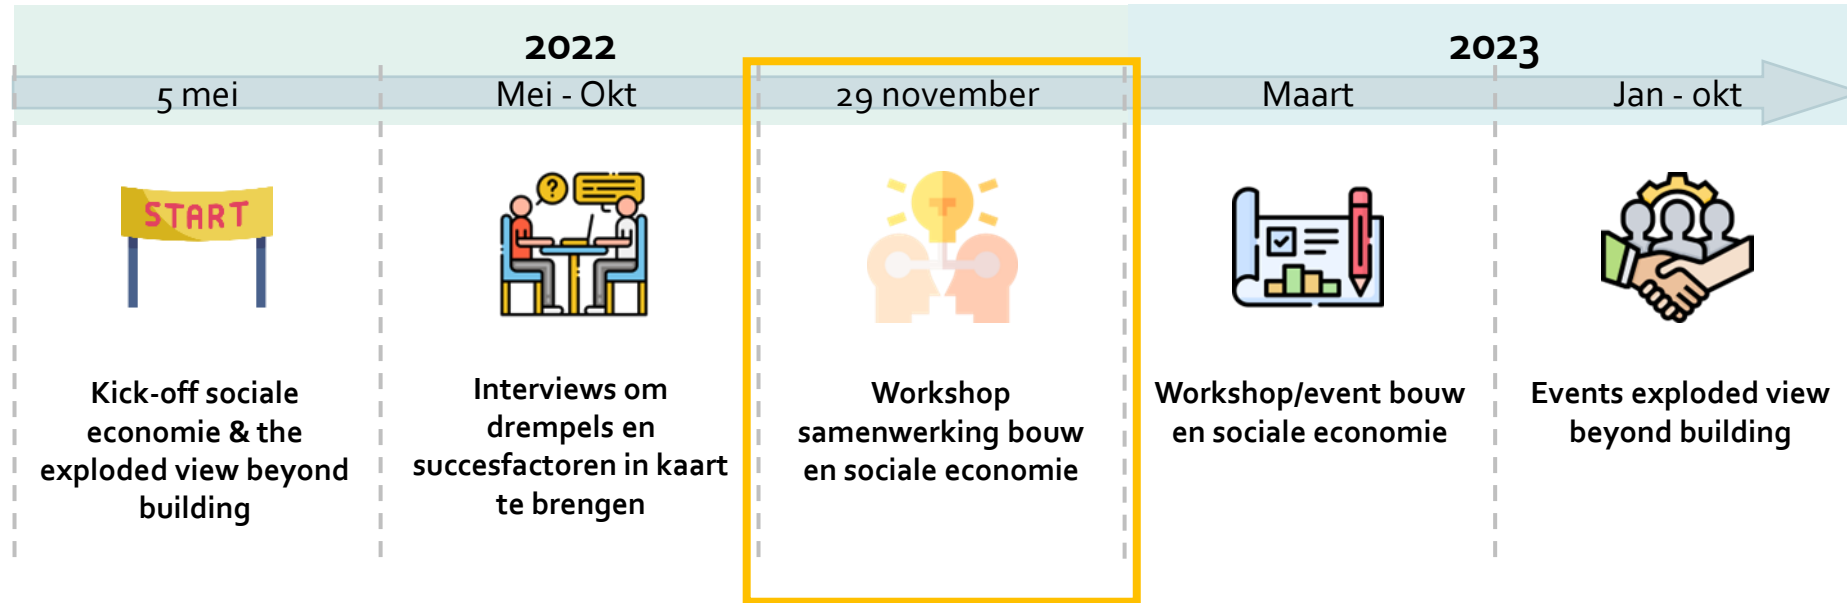 2022
2023
5 mei
Mei - Okt
29 november
Maart
Jan - okt
START
?
Kick-off sociale
economie & the
exploded view beyond
building
Interviews om
drempels en
succesfactoren in kaart
te brengen
Workshop
samenwerking bouw
en sociale economie
Workshop/event bouw
en sociale economie
Events exploded view
beyond building